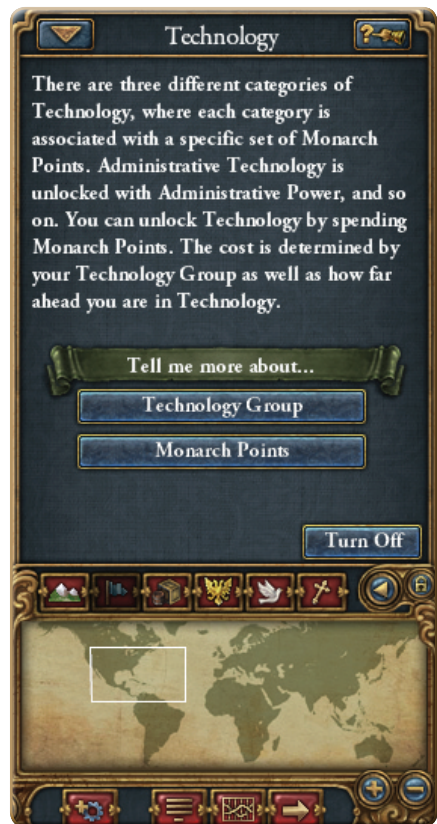 Technology
There are three different categories of
Technology, where each category is
associated with a specific set of Monarch
Points. Administrative Technology is
unlocked with Administrative Power, and so
on. You can unlock Technology by spending
Monarch Points. The cost is determined by
your Technology Group as well as how far
ahead you are in Technology.
Tell me more about...
Technology Group
Monarch Points
Turn Off